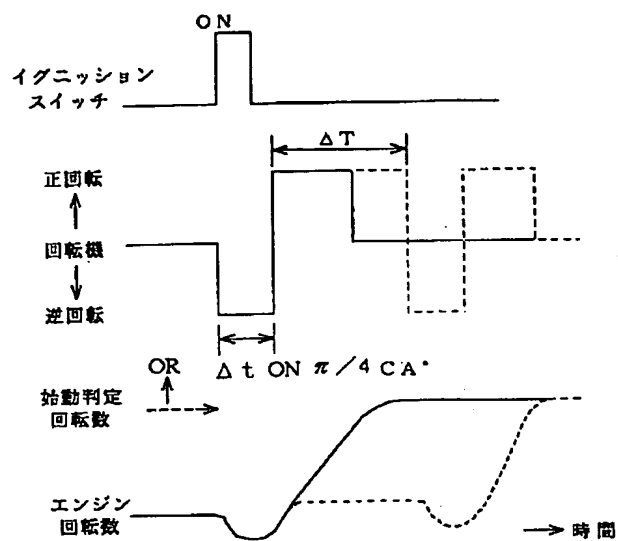 ON
イグニッション
スイッチ
ΔT
正回転
回転機
逆回転
OR
Δt ON π/4 CA°
始動判定
回転数
エンジン
回転数
時間